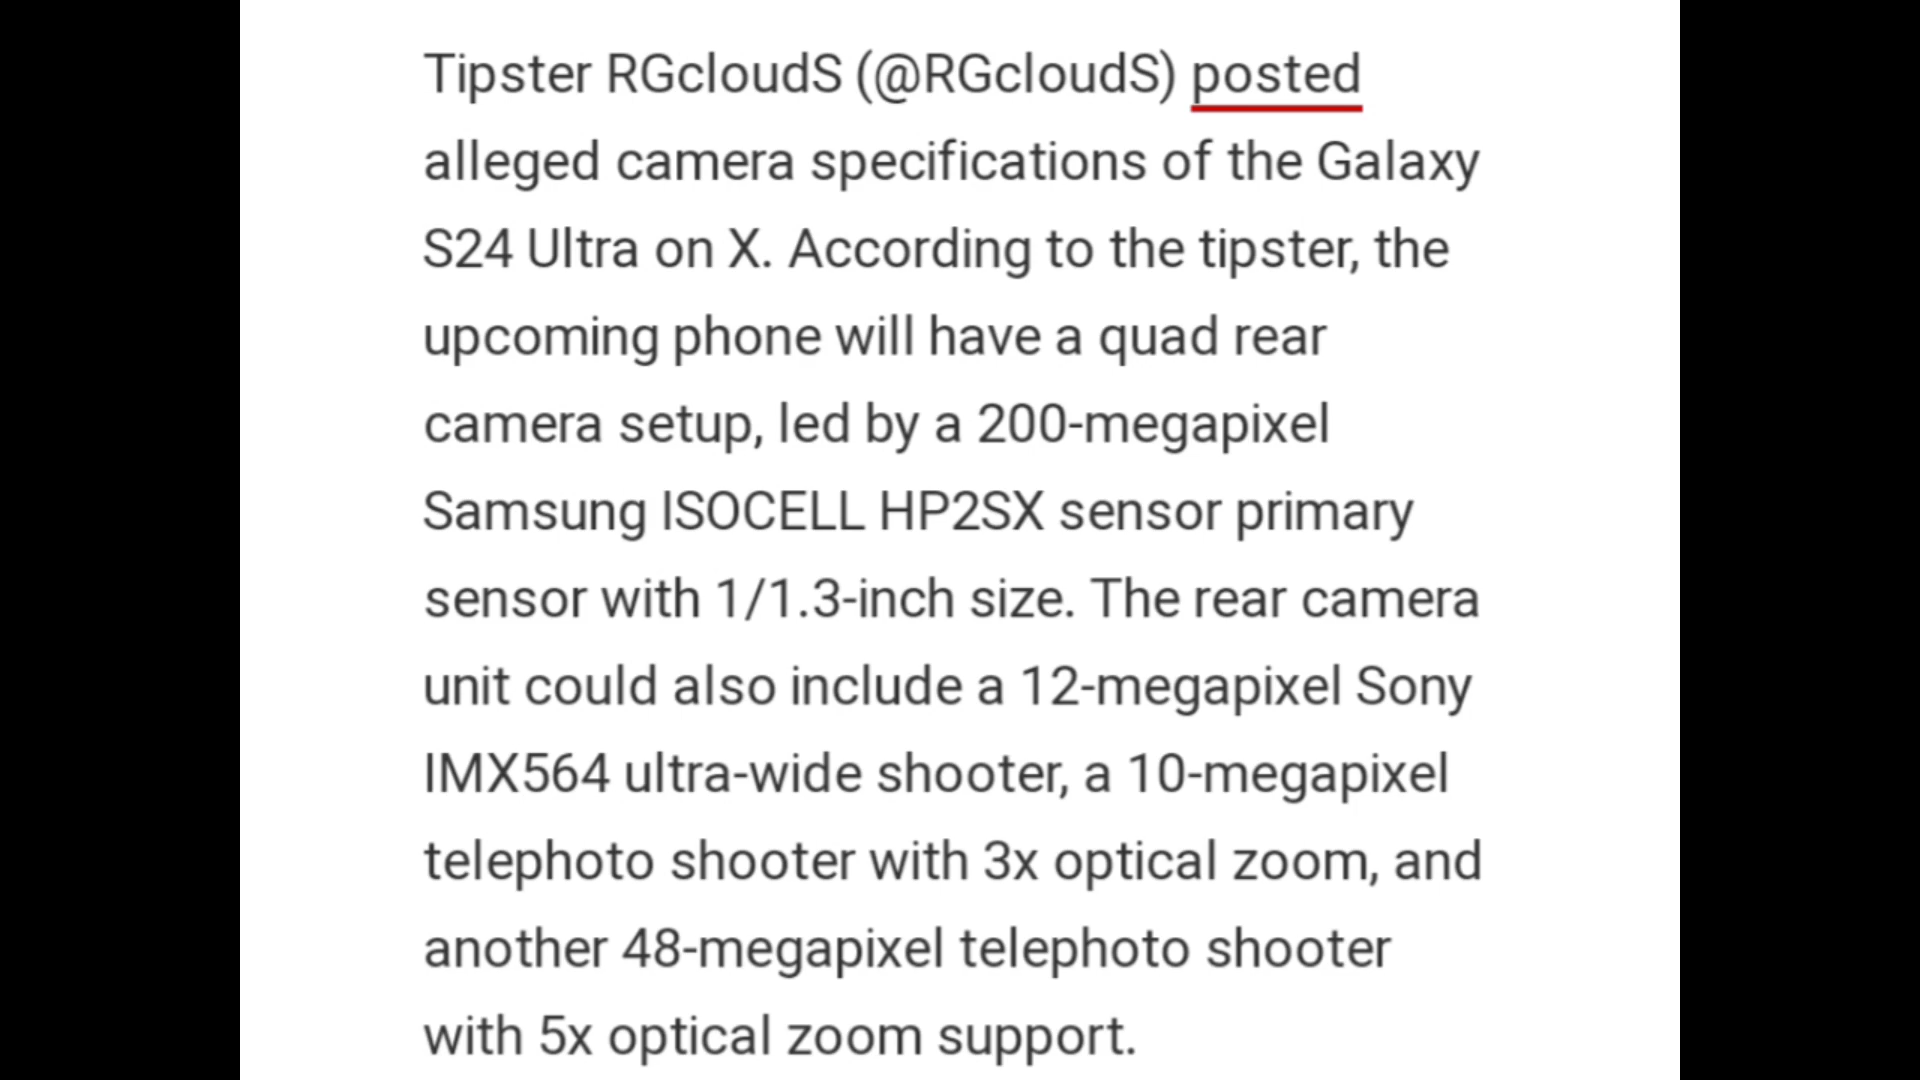 Tipster RGcloudS (@RGcloudS) posted
alleged camera specifications of the Galaxy
S24 Ultra on X. According to the tipster, the
upcoming phone will have a quad rear
camera setup, led by a 200-megapixel
Samsung ISOCELL HP2SX sensor primary
sensor with 1/1.3-inch size. The rear camera
unit could also include a 12-megapixel Sony
IMX564 ultra-wide shooter, a 10-megapixel
telephoto shooter with 3x optical zoom, and
another 48-megapixel telephoto shooter
with 5x optical zoom support.